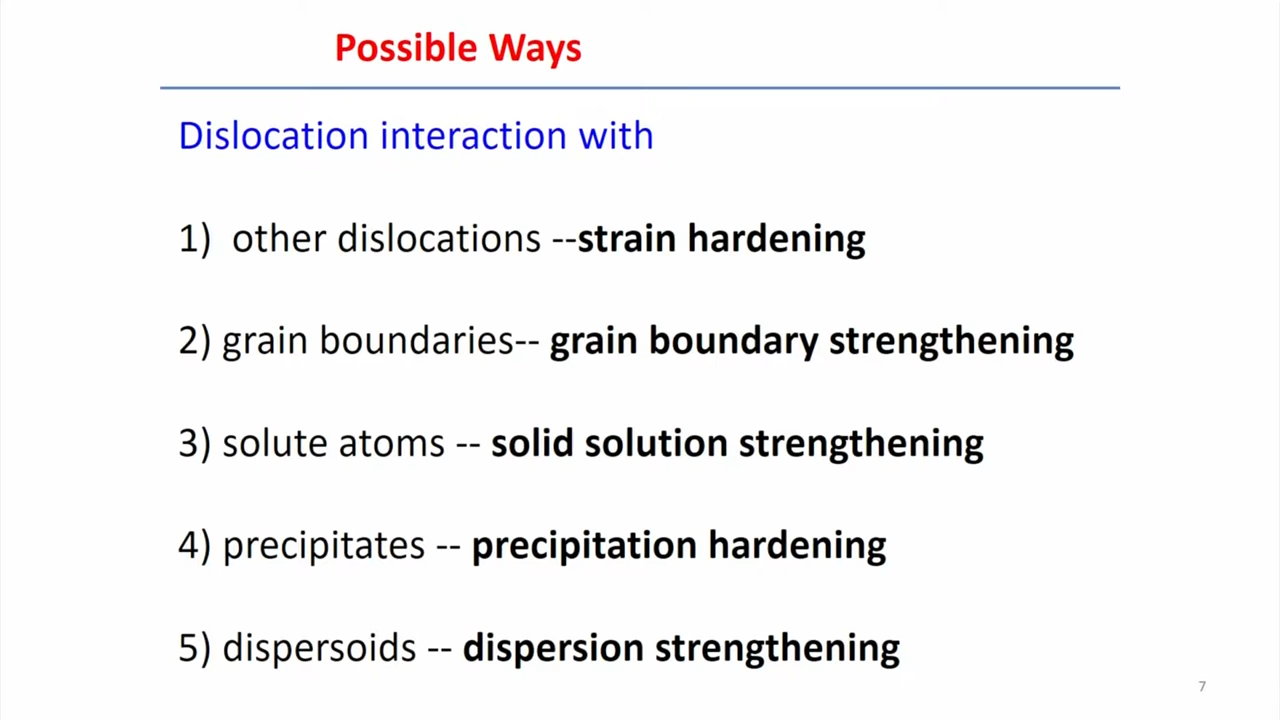 Possible Ways
Dislocation interaction with
1) other dislocations --strain hardening
2) grain boundaries-- grain boundary strengthening
3) solute atoms -- solid solution strengthening
4) precipitates -- precipitation hardening
5) dispersoids -- dispersion strengthening
7